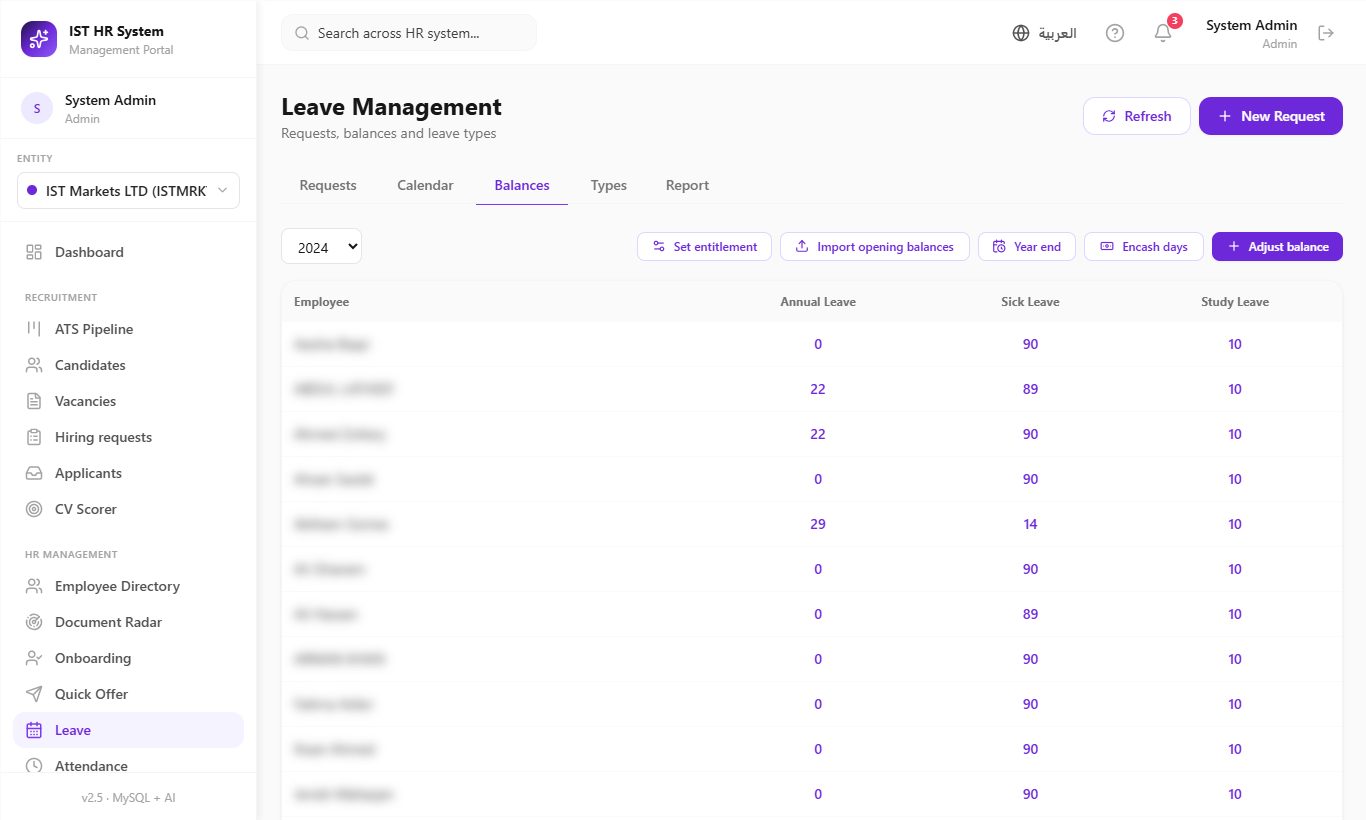 IST HR System
Management Portal
S
System Admin
Admin
ENTITY
IST Markets LTD (ISTMRK
Dashboard
RECRUITMENT
ATS Pipeline
Candidates
Vacancies
Hiring requests
Applicants
CV Scorer
HR MANAGEMENT
Employee Directory
Document Radar
Onboarding
Quick Offer
Leave
Attendance
v2.5 · MySQL + AI
Search across HR system...
العربية
3
System Admin
Admin
Leave Management
Requests, balances and leave types
Refresh
New Request
Requests Calendar Balances Types Report
2024
Set entitlement
Import opening balances
Year end
Encash days
Adjust balance
Employee Annual Leave Sick Leave Study Leave
0 90 10
22 89 10
22 90 10
0 90 10
29 14 10
0 90 10
0 89 10
0 90 10
0 90 10
0 90 10
0 90 10